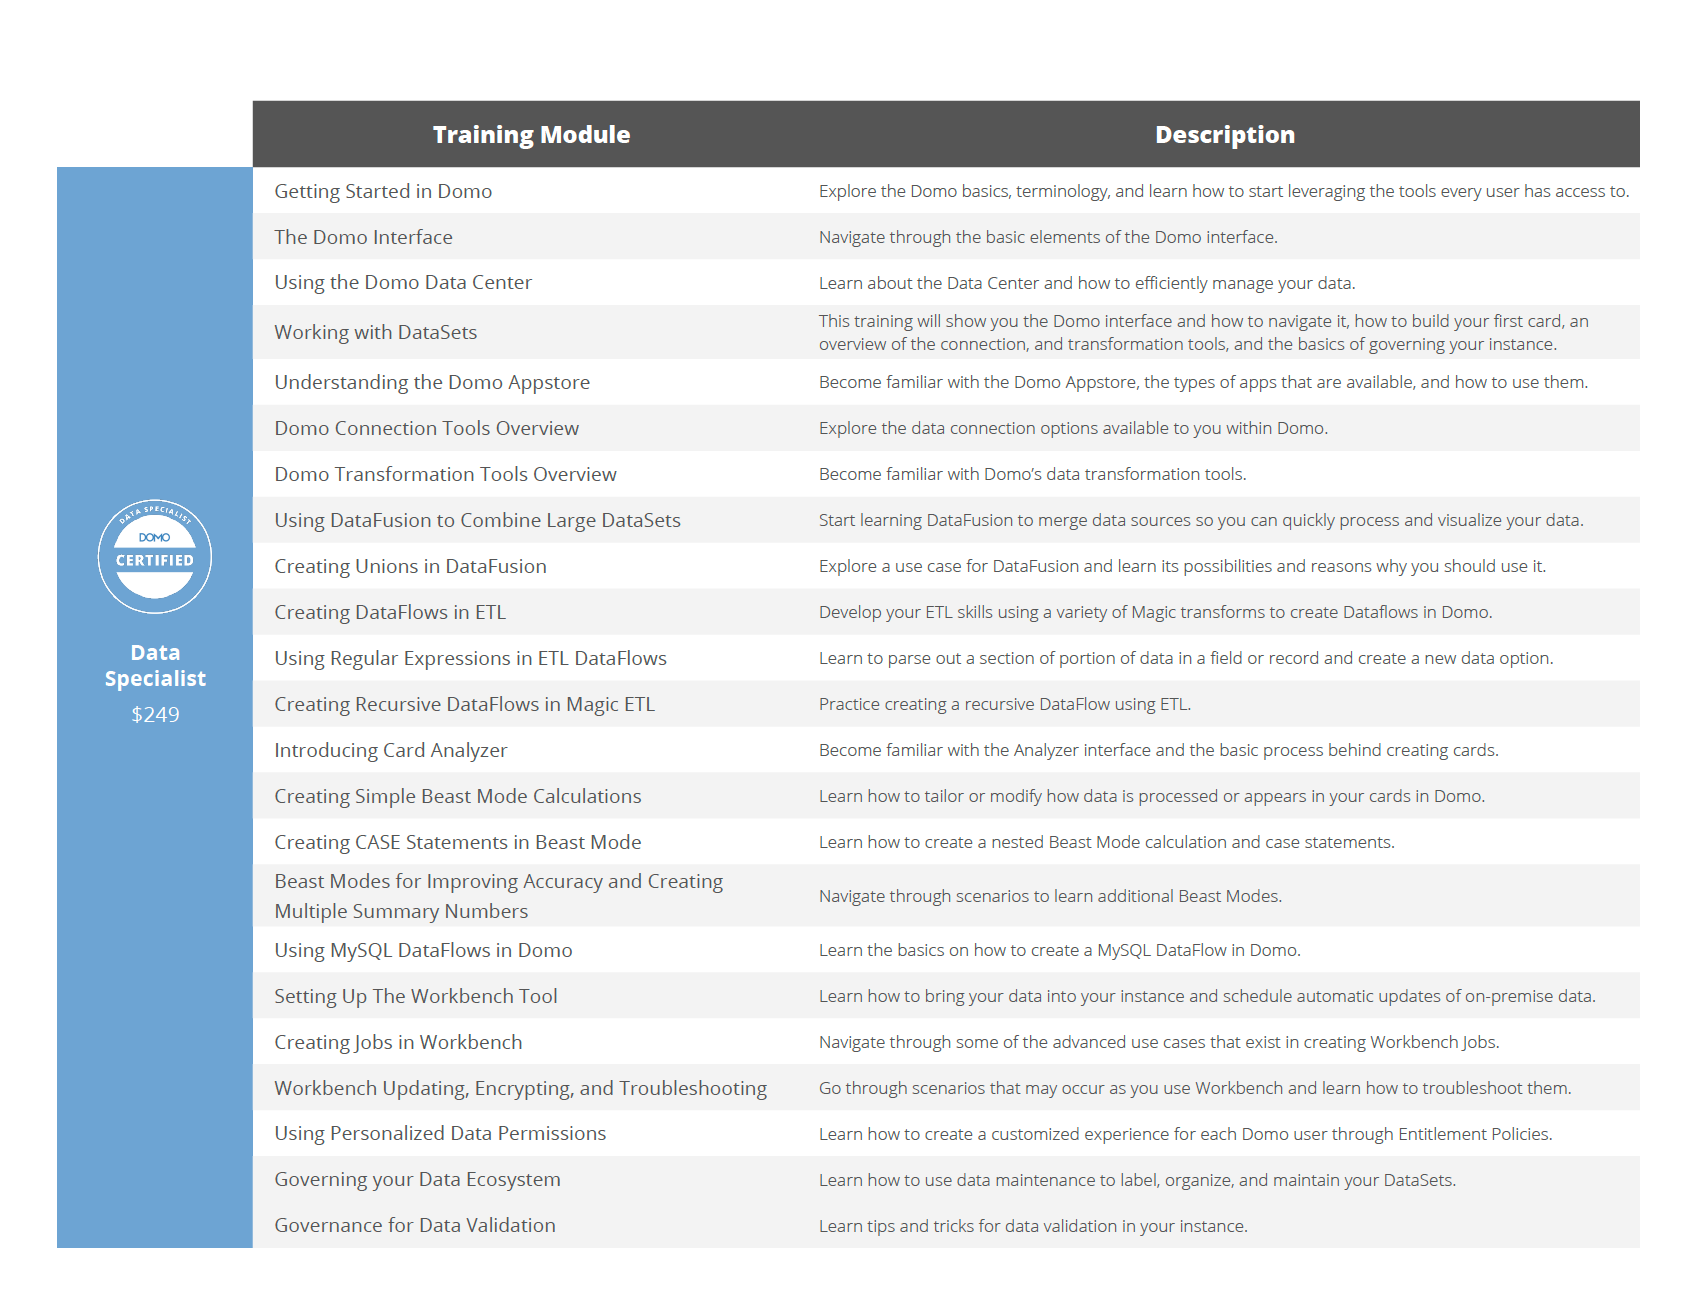 Training Module Description
Getting Started in Domo Explore the Domo basics, terminology, and learn how to start leveraging the tools every user has access to.
The Domo Interface Navigate through the basic elements of the Domo interface.
Using the Domo Data Center Learn about the Data Center and how to efficiently manage your data.
Working with DataSets This training will show you the Domo interface and how to navigate it, how to build your first card, an
overview of the connection, and transformation tools, and the basics of governing your instance.
Understanding the Domo Appstore Become familiar with the Domo Appstore, the types of apps that are available, and how to use them.
Domo Connection Tools Overview Explore the data connection options available to you within Domo.
Domo Transformation Tools Overview Become familiar with Domo’s data transformation tools.
Using DataFusion to Combine Large DataSets Start learning DataFusion to merge data sources so you can quickly process and visualize your data.
Creating Unions in DataFusion Explore a use case for DataFusion and learn its possibilities and reasons why you should use it.
Creating DataFlows in ETL Develop your ETL skills using a variety of Magic transforms to create Dataflows in Domo.
Using Regular Expressions in ETL DataFlows Learn to parse out a section of portion of data in a field or record and create a new data option.
Creating Recursive DataFlows in Magic ETL Practice creating a recursive DataFlow using ETL.
Introducing Card Analyzer Become familiar with the Analyzer interface and the basic process behind creating cards.
Creating Simple Beast Mode Calculations Learn how to tailor or modify how data is processed or appears in your cards in Domo.
Creating CASE Statements in Beast Mode Learn how to create a nested Beast Mode calculation and case statements.
Beast Modes for Improving Accuracy and Creating
Multiple Summary Numbers
Navigate through scenarios to learn additional Beast Modes.
Using MySQL DataFlows in Domo Learn the basics on how to create a MySQL DataFlow in Domo.
Setting Up The Workbench Tool Learn how to bring your data into your instance and schedule automatic updates of on-premise data.
Creating Jobs in Workbench Navigate through some of the advanced use cases that exist in creating Workbench Jobs.
Workbench Updating, Encrypting, and Troubleshooting Go through scenarios that may occur as you use Workbench and learn how to troubleshoot them.
Using Personalized Data Permissions Learn how to create a customized experience for each Domo user through Entitlement Policies.
Governing your Data Ecosystem Learn how to use data maintenance to label, organize, and maintain your DataSets.
Governance for Data Validation Learn tips and tricks for data validation in your instance.
DATA SPECIALIST
DOMO
CERTIFIED
Data
Specialist
$249